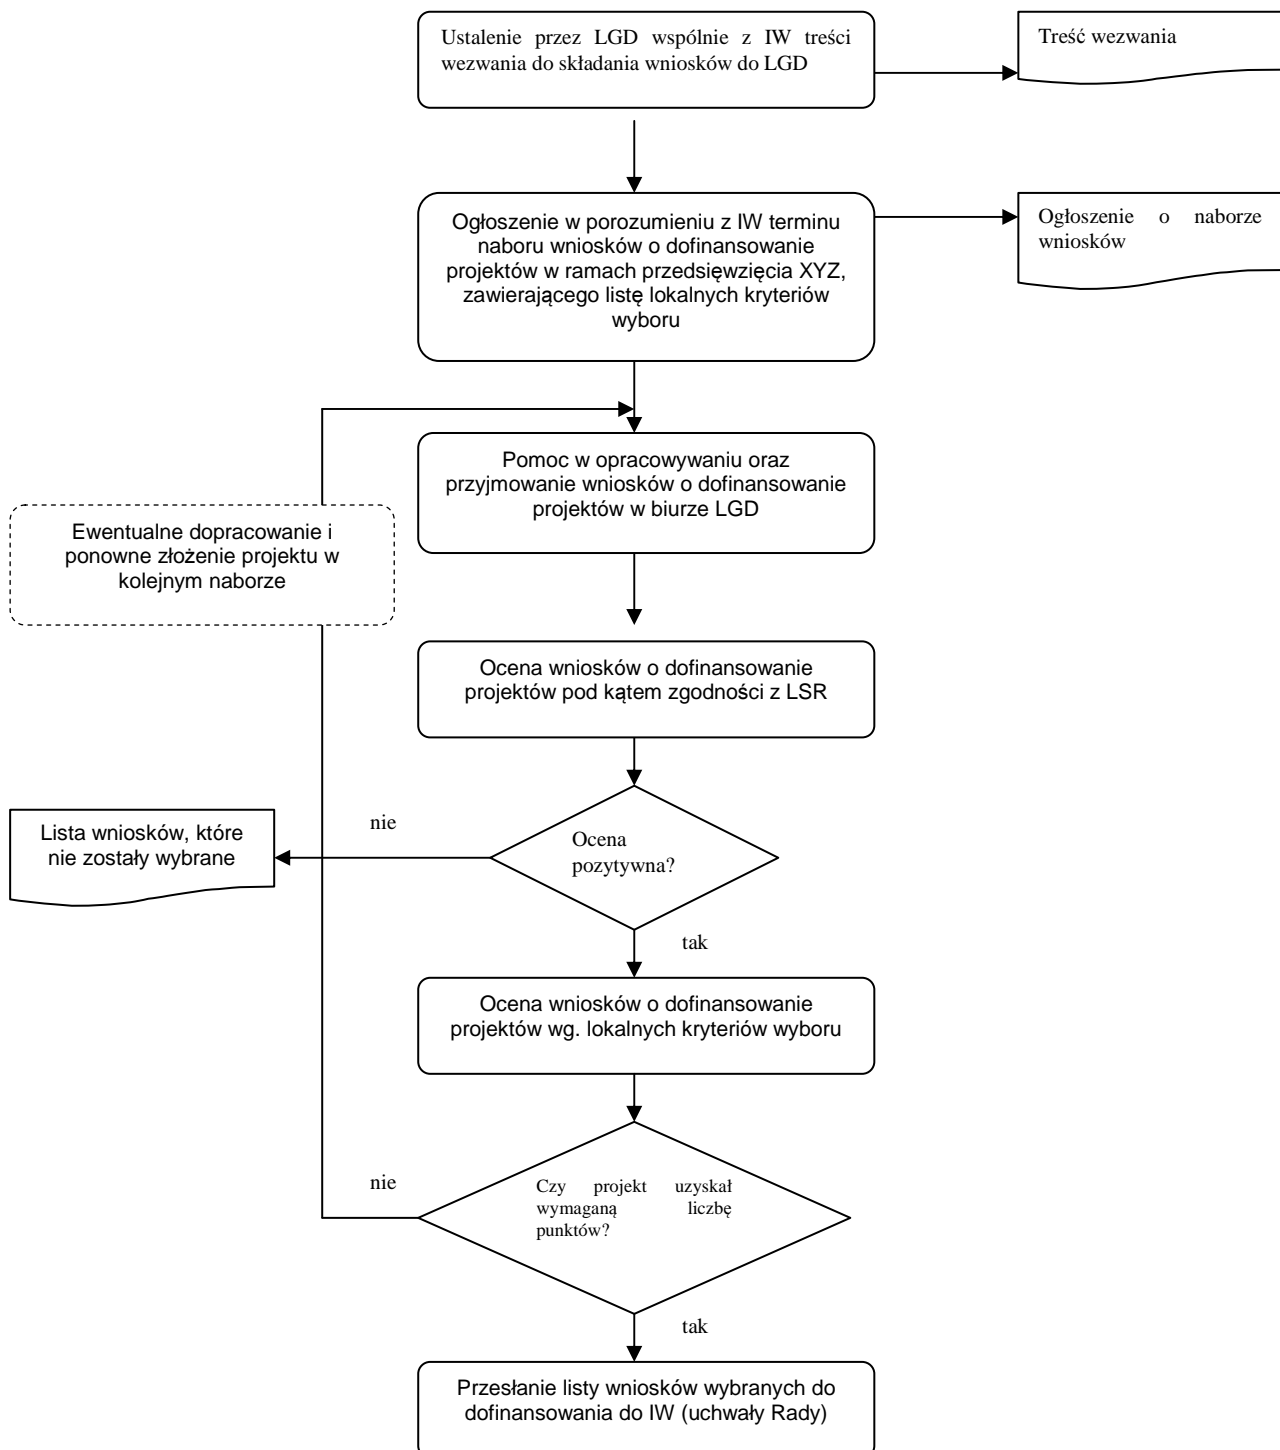 Ustalenie przez LGD wspólnie z IW treści
wezwania do składania wniosków do LGD
Treść wezwania
Ogłoszenie w porozumieniu z IW terminu
naboru wniosków o dofinansowanie
projektów w ramach przedsięwzięcia XYZ,
zawierającego listę lokalnych kryteriów
wyboru
Ogłoszenie o naborze
wniosków
Pomoc w opracowywaniu oraz
przyjmowanie wniosków o dofinansowanie
projektów w biurze LGD
Ewentualne dopracowanie i
ponowne złożenie projektu w
kolejnym naborze
Ocena wniosków o dofinansowanie
projektów pod kątem zgodności z LSR
Lista wniosków, które
nie zostały wybrane
nie
Ocena
pozytywna?
tak
Ocena wniosków o dofinansowanie
projektów wg. lokalnych kryteriów wyboru
nie
Czy projekt uzyskał
wymaganą liczbę
punktów?
tak
Przesłanie listy wniosków wybranych do
dofinansowania do IW (uchwały Rady)